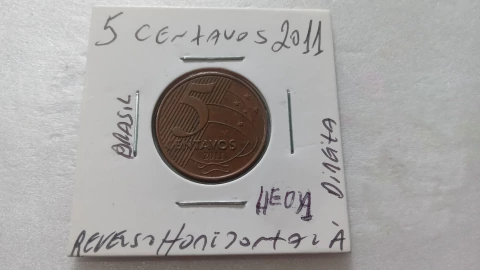 5 CENTAVOS 2011
BRASIL
5
CENTAVOS
2011
REVERSO HORIZONTAL À
DIREITA